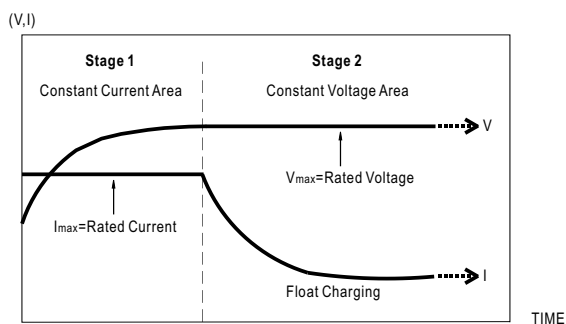 (V,I)
Stage 1
Constant Current Area
Stage 2
Constant Voltage Area
V
Vmax=Rated Voltage
Imax=Rated Current
I
Float Charging
TIME